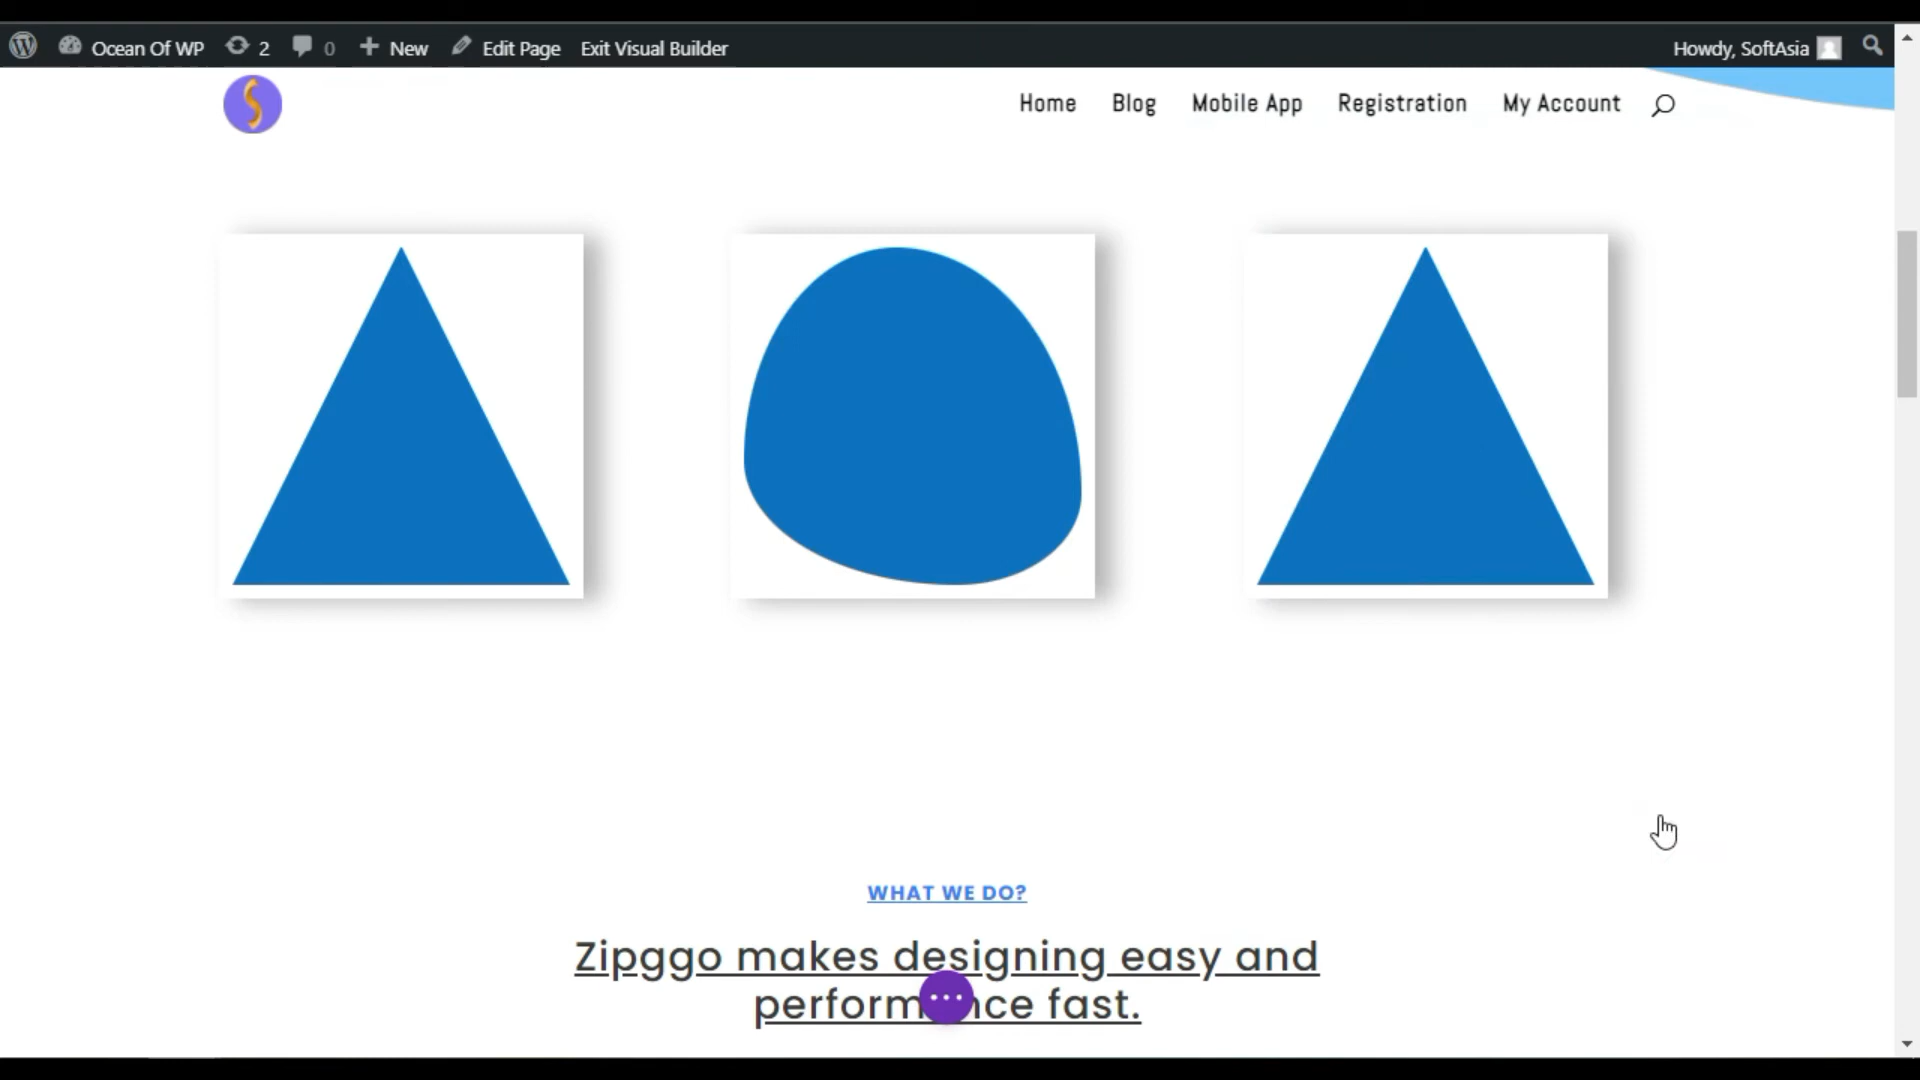 Ocean Of WP 2 0 New Edit Page Exit Visual Builder Howdy, SoftAsia
Home Blog Mobile App Registration My Account
WHAT WE DO?
Zipggo makes designing easy and
fast.